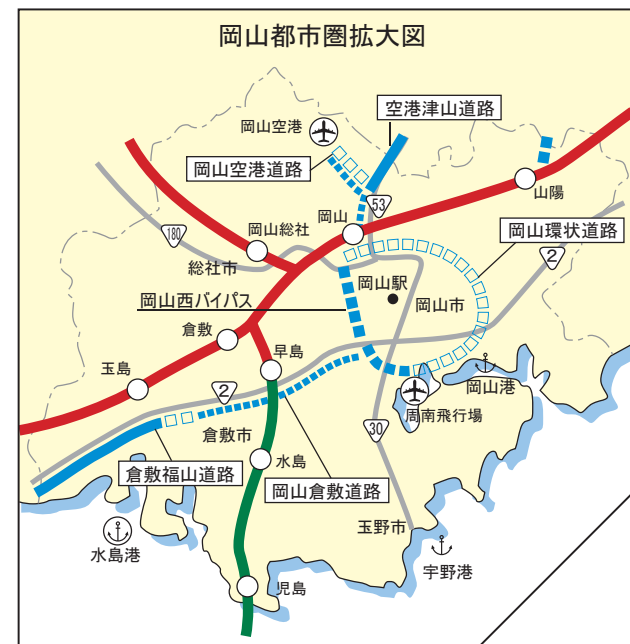 岡山都市圏拡大図
空港津山道路
岡山空港
岡山空港道路
53
山陽
岡山
180
岡山総社
岡山環状道路
総社市
2
岡山駅
岡山西バイパス
岡山市
倉敷
早島
玉島
2
岡山港
周南飛行場
30
倉敷市
水島
倉敷福山道路
岡山倉敷道路
玉野市
水島港
宇野港
児島